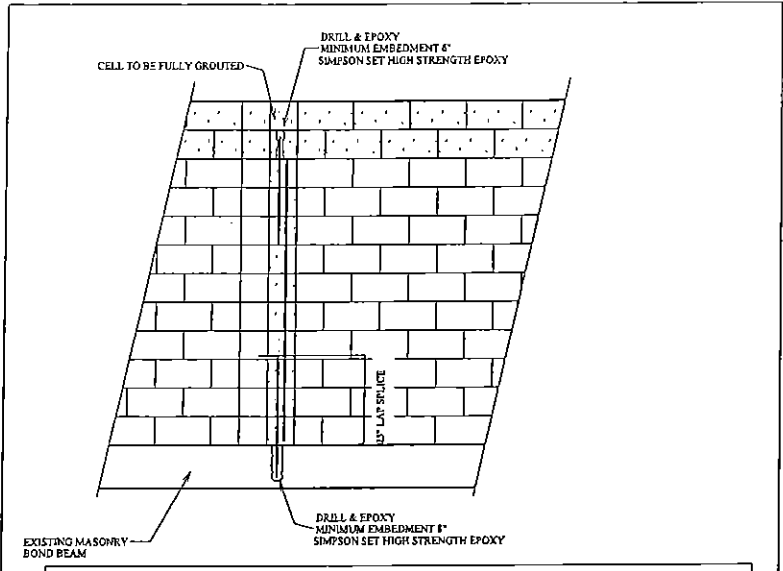 DRILL & EPOXY
MINIMUM EMBEDMENT 6"
SIMPSON SET HIGH STRENGTH EPOXY
CELL TO BE FULLY GROUTED
LAP SPLICE
DRILL & EPOXY
MINIMUM EMBEDMENT 8"
SIMPSON SET HIGH STRENGTH EPOXY
EXISTING MASONRY
BOND BEAM